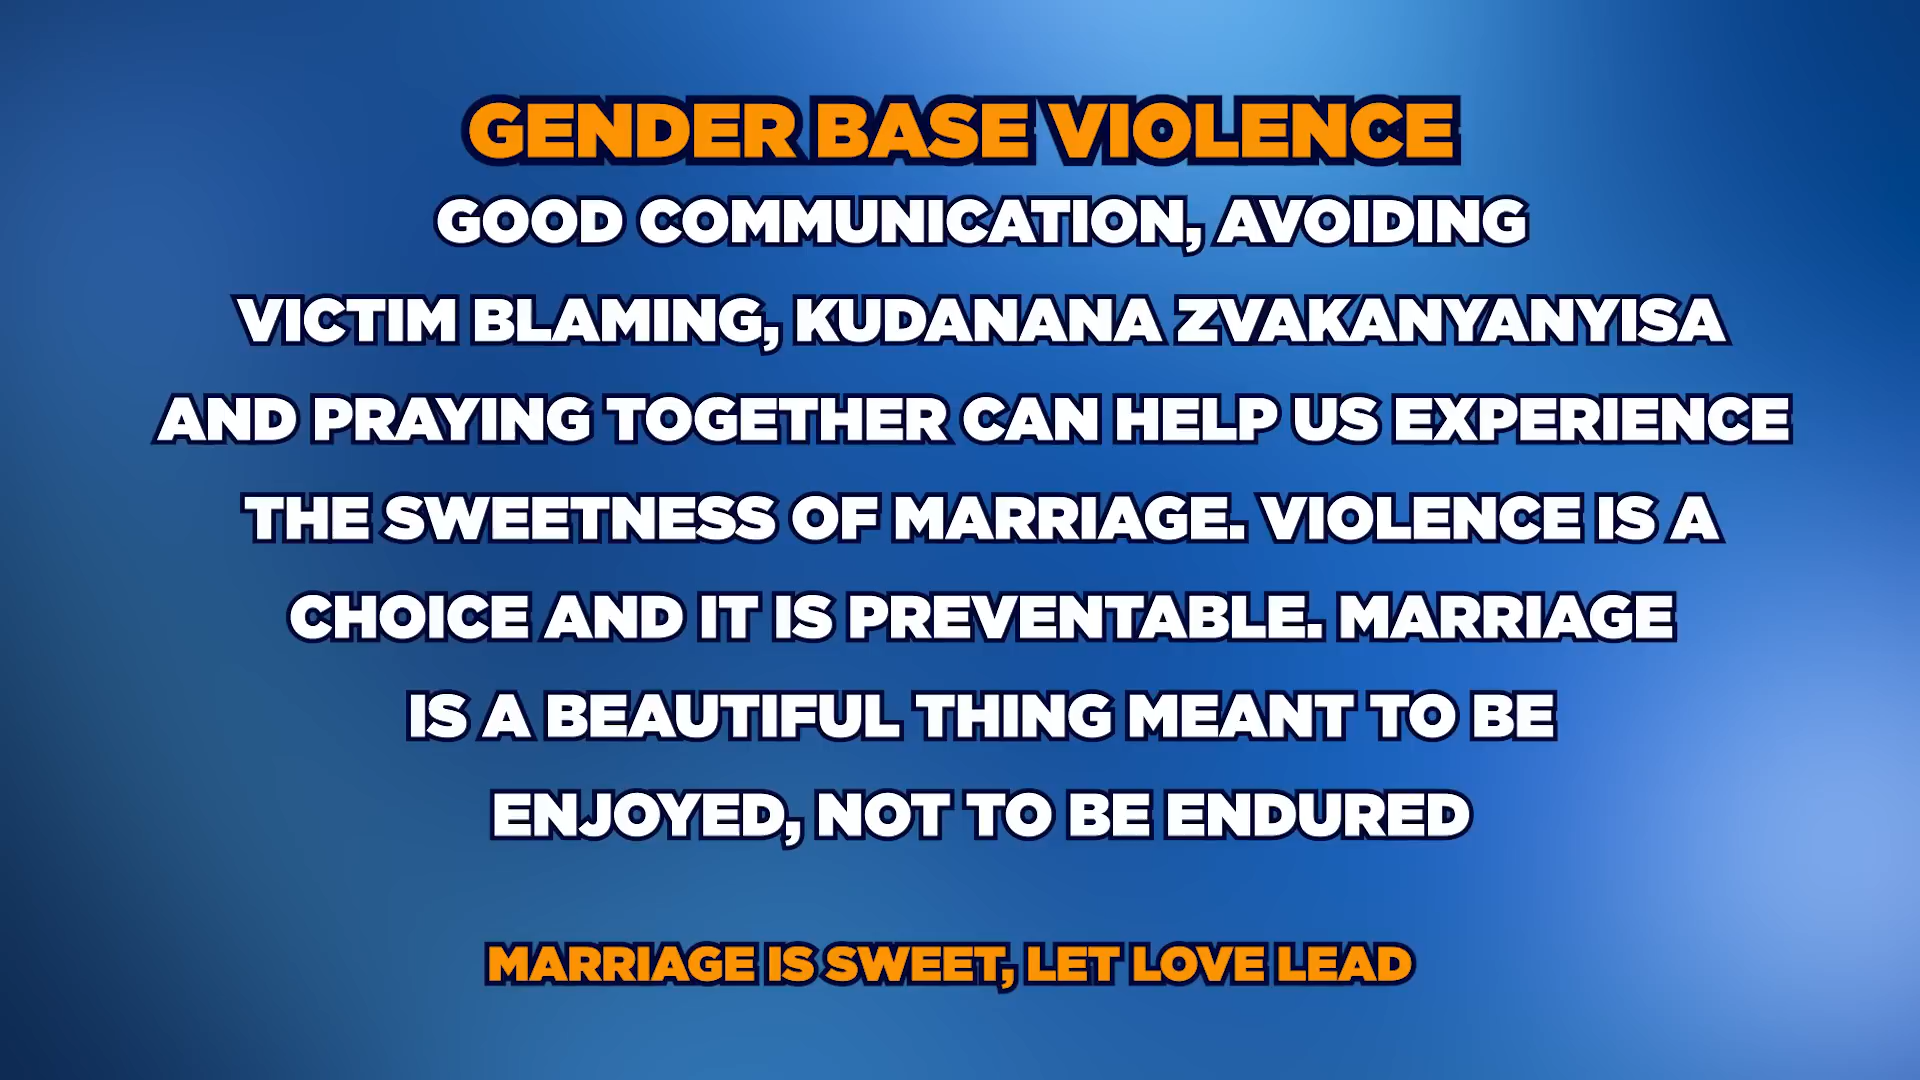 GENDER BASE VIOLENCE
GOOD COMMUNICATION, AVOIDING
VICTIM BLAMING, KUDANANA ZVAKANYANYISA
AND PRAYING TOGETHER CAN HELP US EXPERIENCE
THE SWEETNESS OF MARRIAGE. VIOLENCE IS A
CHOICE AND IT IS PREVENTABLE. MARRIAGE
IS A BEAUTIFUL THING MEANT TO BE
ENJOYED, NOT TO BE ENDURED
MARRIAGE IS SWEET, LET LOVE LEAD